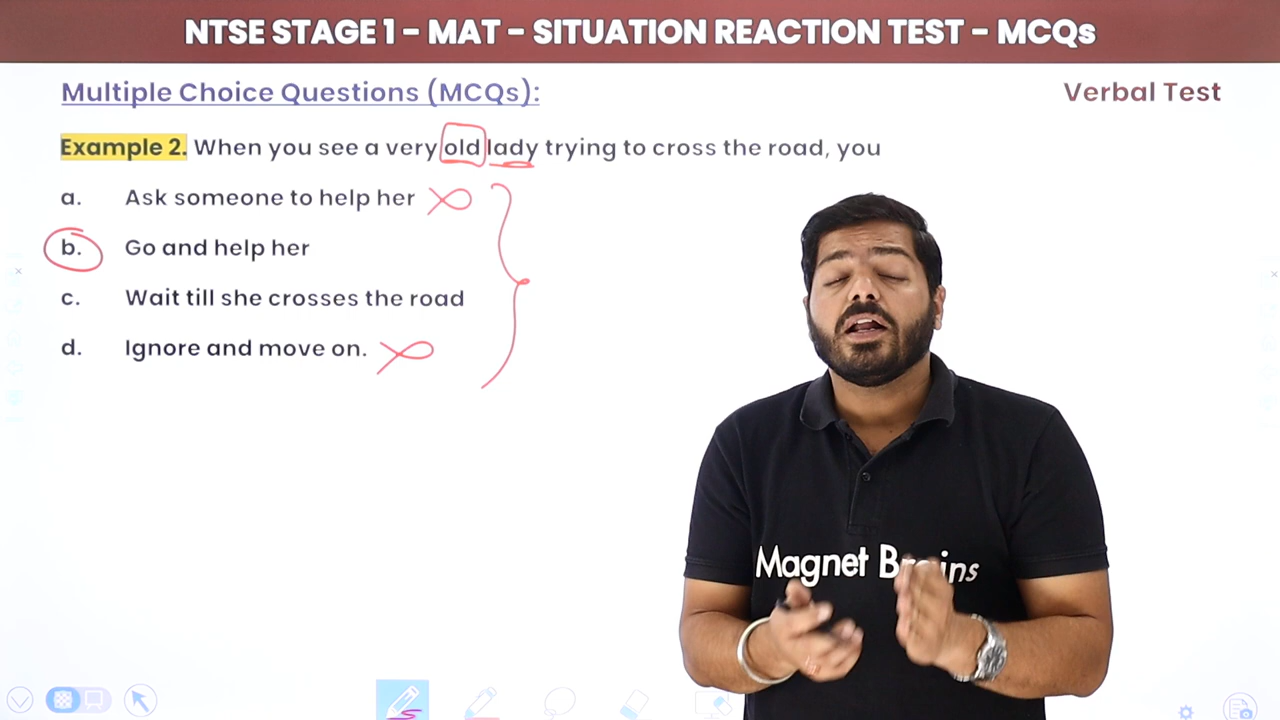 NTSE STAGE 1 – MAT – SITUATION REACTION TEST – MCQs
Multiple Choice Questions (MCQs):
Verbal Test
Example 2. When you see a very old lady trying to cross the road, you
a. Ask someone to help her
b. Go and help her
c. Wait till she crosses the road
d. Ignore and move on.
Magnet Brains